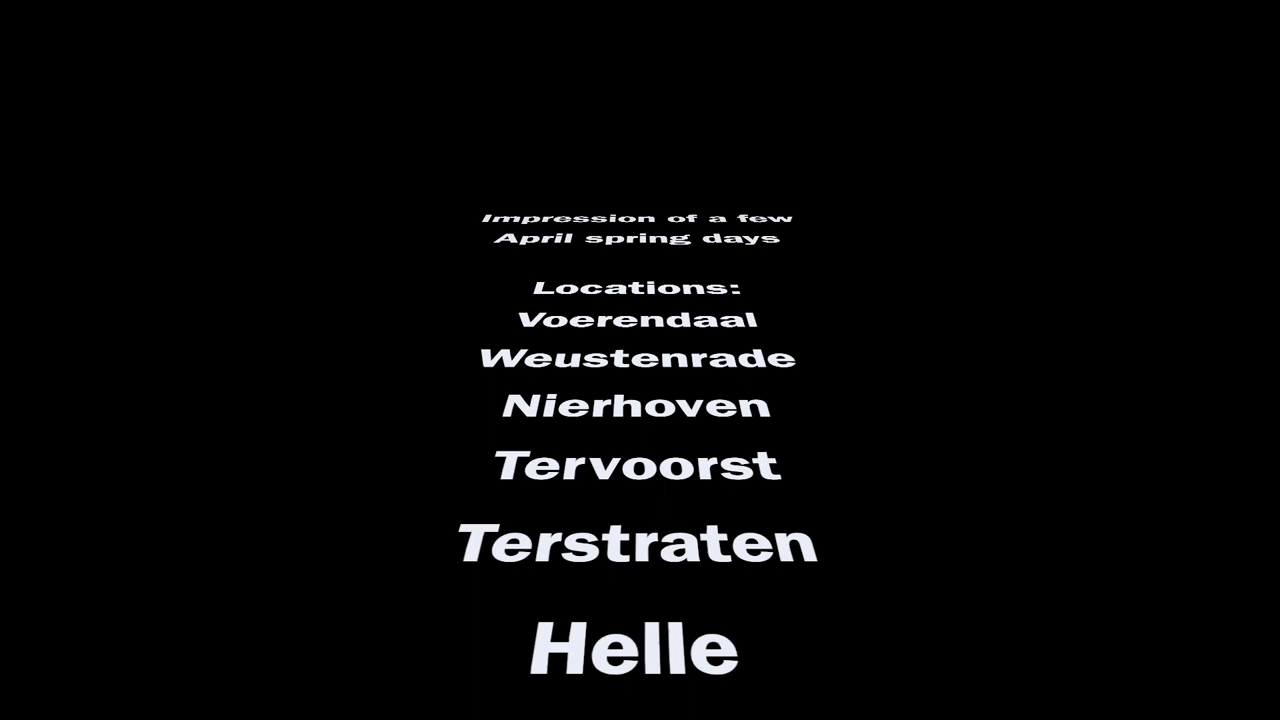 Impression of a few
April spring days
Locations:
Voerendaal
Weustenrade
Nierhoven
Tervoorst
Terstraten
Helle